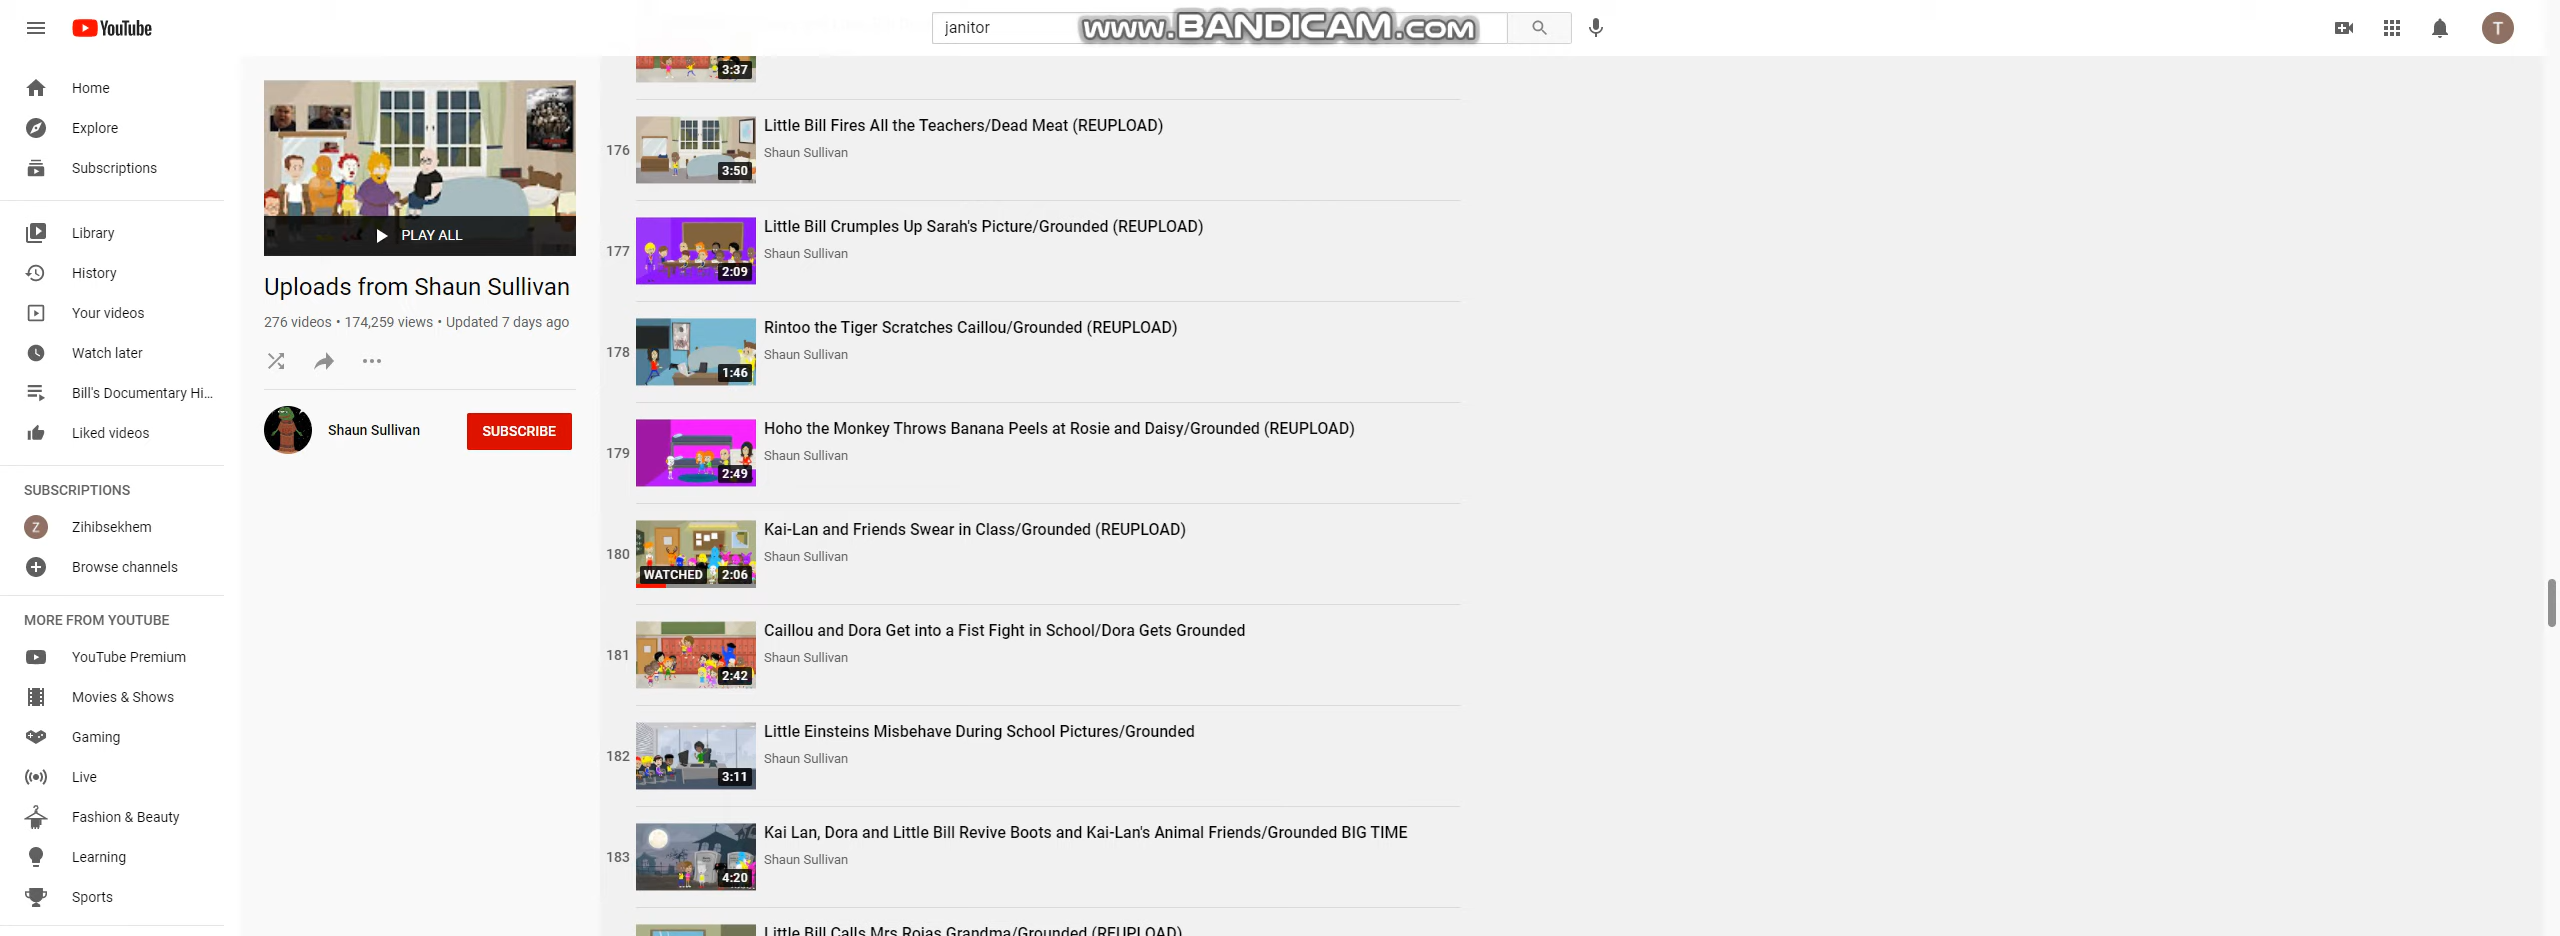 YouTube
janitor
www.BANDICAM.com
T
Home
Explore
Subscriptions
Library
History
Your videos
Watch later
Bill's Documentary Hi...
Liked videos
SUBSCRIPTIONS
Z
Zihibsekhem
Browse channels
MORE FROM YOUTUBE
YouTube Premium
Movies & Shows
Gaming
Live
Fashion & Beauty
Learning
Sports
PLAY ALL
Uploads from Shaun Sullivan
276 videos • 174,259 views • Updated 7 days ago
Shaun Sullivan
SUBSCRIBE
3:37
176
3:50
Little Bill Fires All the Teachers/Dead Meat (REUPLOAD)
Shaun Sullivan
177
2:09
Little Bill Crumples Up Sarah's Picture/Grounded (REUPLOAD)
Shaun Sullivan
178
1:46
Rintoo the Tiger Scratches Caillou/Grounded (REUPLOAD)
Shaun Sullivan
179
2:49
Hoho the Monkey Throws Banana Peels at Rosie and Daisy/Grounded (REUPLOAD)
Shaun Sullivan
180
WATCHED 2:06
Kai-Lan and Friends Swear in Class/Grounded (REUPLOAD)
Shaun Sullivan
181
2:42
Caillou and Dora Get into a Fist Fight in School/Dora Gets Grounded
Shaun Sullivan
182
3:11
Little Einsteins Misbehave During School Pictures/Grounded
Shaun Sullivan
183
4:20
Kai Lan, Dora and Little Bill Revive Boots and Kai-Lan's Animal Friends/Grounded BIG TIME
Shaun Sullivan
Little Bill Calls Mrs Rojas Grandma/Grounded (REUPLOAD)